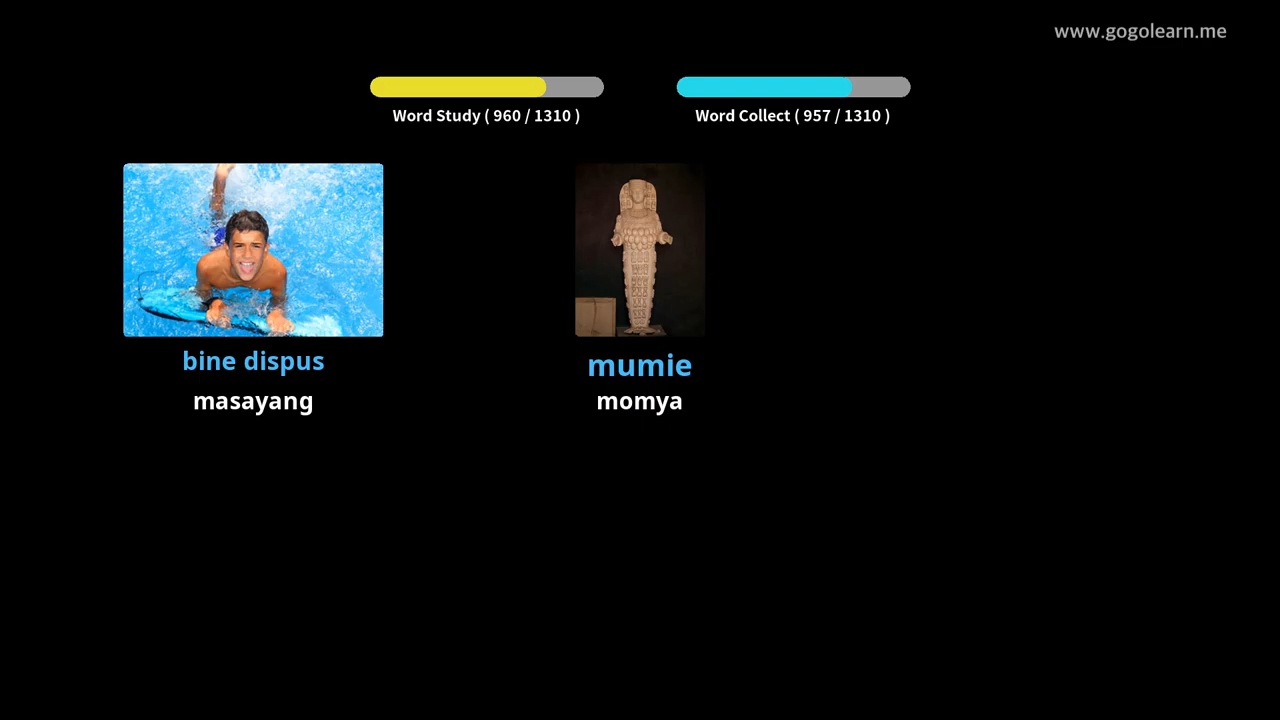 www.gogolearn.me
Word Study ( 960 / 1310 )
Word Collect ( 957 / 1310 )
bine dispus
masayang
mumie
momya